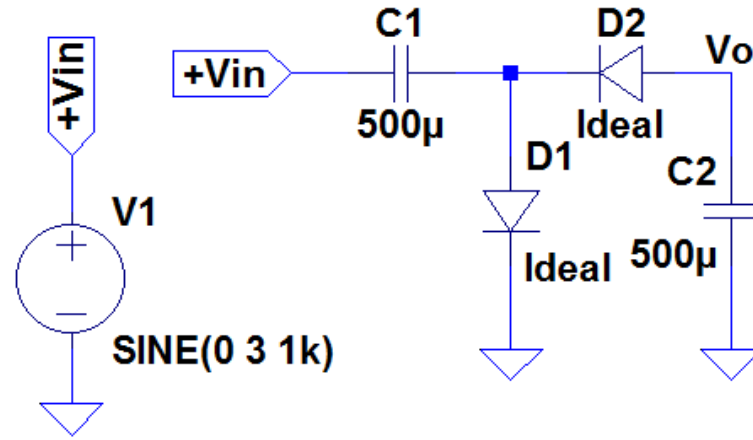 +Vin
V1
SINE(0 3 1k)
+Vin
C1
500µ
D1
Ideal
D2
Ideal
Vo
C2
500µ